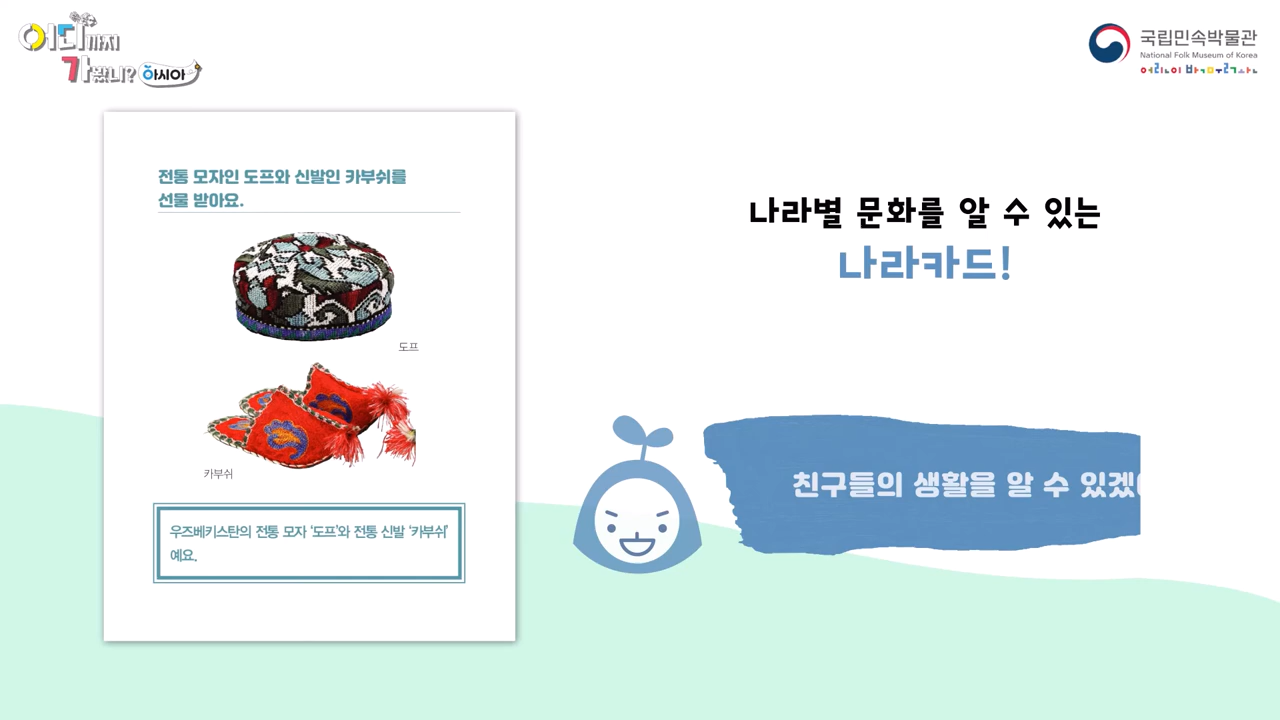 어디까지
가봤니? 아시아
국립민속박물관
National Folk Museum of Korea
어린이박물관
전통 모자인 도프와 신발인 카부쉬를
선물 받아요.
도프
카부쉬
우즈베키스탄의 전통 모자 '도프'와 전통 신발 '카부쉬'
예요.
나라별 문화를 알 수 있는
나라카드!
친구들의 생활을 알 수 있겠